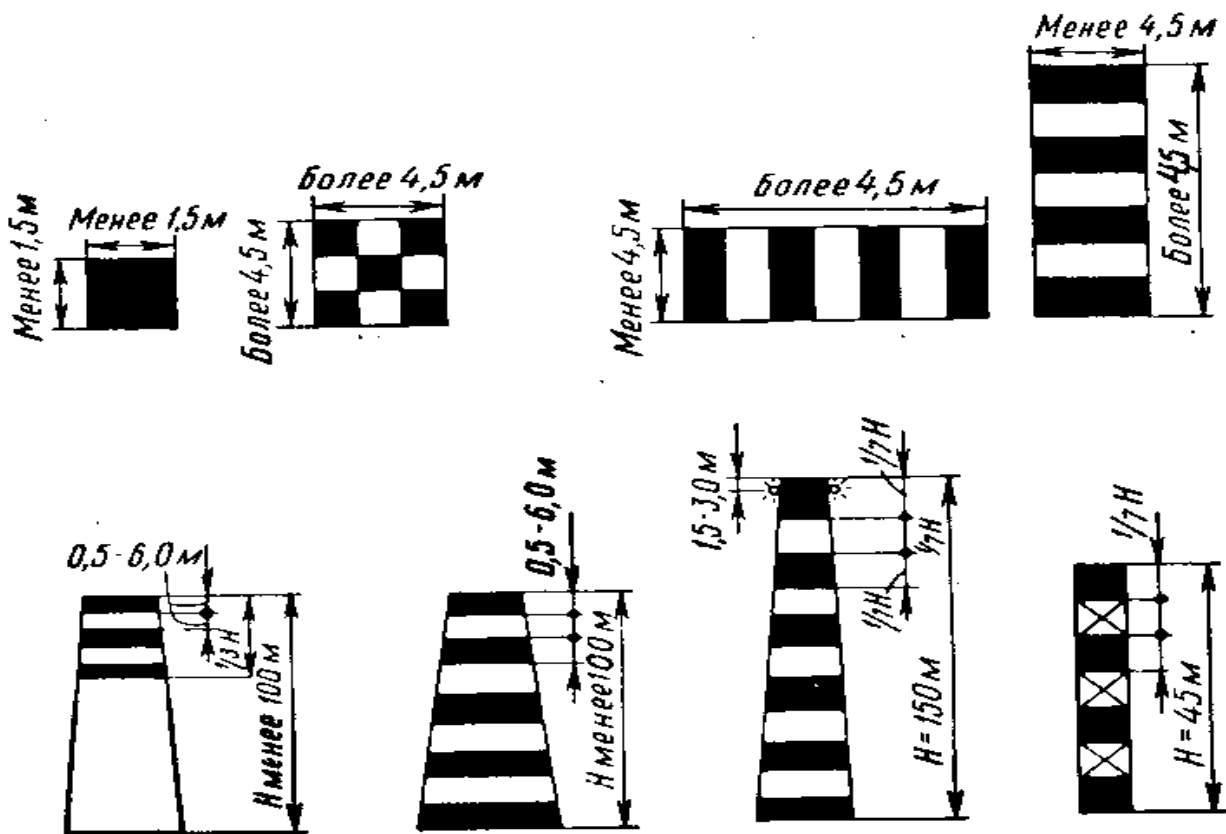 Менее 1,5 м
Менее 1,5 м
Более 4,5 м
Более 4,5 м
Более 4,5 м
Менее 4,5 м
Менее 4,5 м
Более 45 м
0,5-6,0 м
1/3 Н
Н менее 100 м
0,5-6,0 м
Н менее 100 м
1,5-3,0 м
1/7 Н
1/7 Н
1/7 Н
Н = 150 м
1/7 Н
Н = 45 м